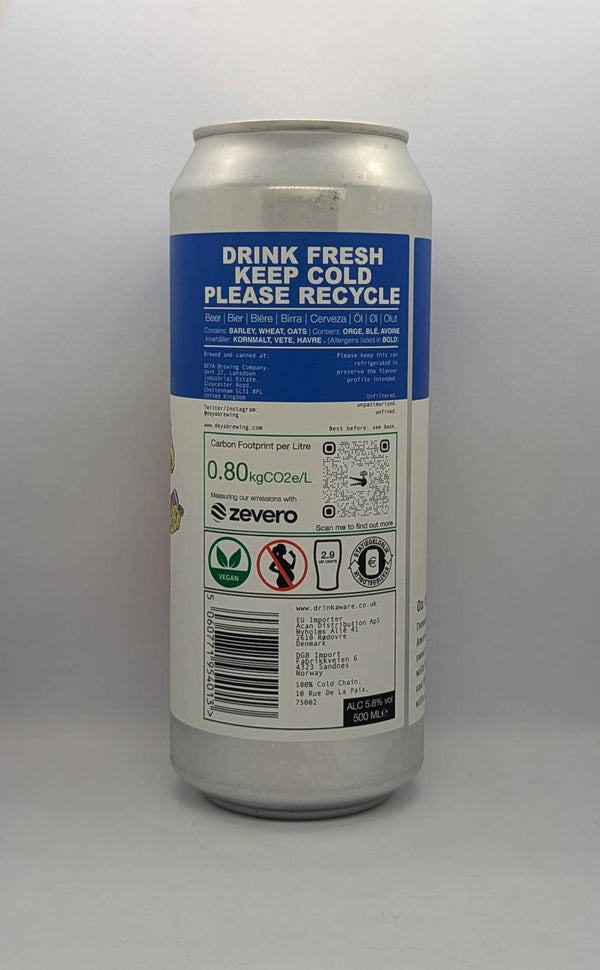 DRINK FRESH
KEEP COLD
PLEASE RECYCLE
Beer | Bier | Bière | Birra | Cerveza | Öl | Øl | Olut
Contains: BARLEY, WHEAT, OATS | Contient: ORGE, BLÉ, AVOINE
Innehåller: KORNMALT, VETE, HAVRE . (Allergens listed in BOLD)
Brewed and canned at:
DEYA Brewing Company,
Unit 27, Lansdown
Industrial Estate,
Gloucester Road,
Cheltenham GL51 8PL
United Kingdom
Twitter/Instagram:
@deyabrewing
www.deyabrewing.com
Please keep this can
refrigerated to
preserve the flavour
profile intended.
Unfiltered.
unpasteurised.
unfined.
Best before: see base.
Carbon Footprint per Litre
0.80kgCO2e/L
Measuring our emissions with
zevero
Scan me to find out more
VEGAN
2.9
UK UNITS
STATIEGELDBLIK
€
STATIEGELDBLIK
5 060771954013 >
www.drinkaware.co.uk
EU Importer
Acan Distribution ApS
Nyholms Alle 41
2610 Rødovre
Denmark
DGB Import
Fabrikkveien 6
4323 Sandnes
Norway
100% Cold Chain,
10 Rue De La Paix,
75002
ALC 5.8% vol
500 MLe